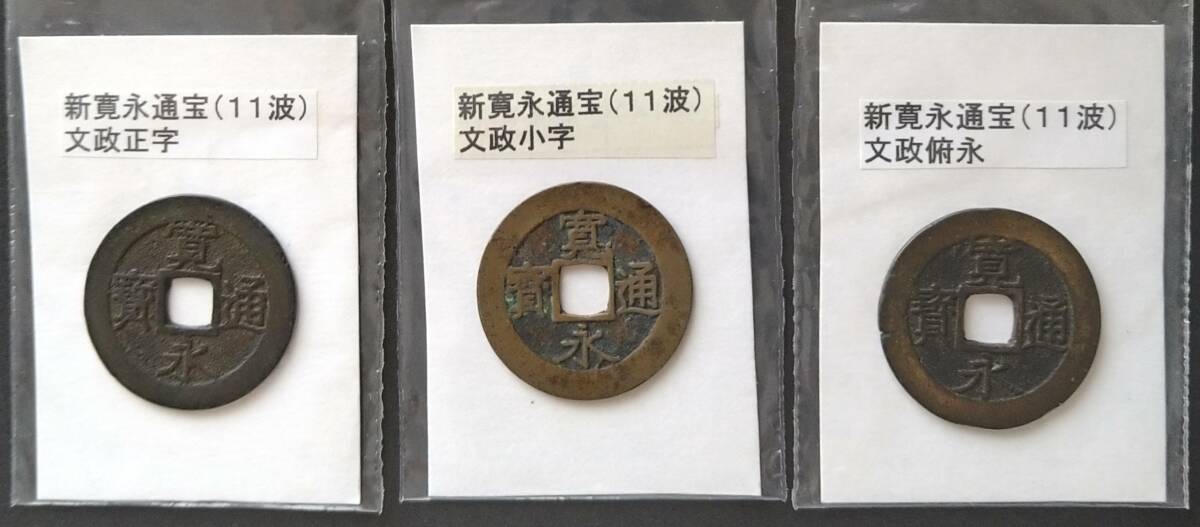 新寛永通宝(11波)
文政正字
寛
通
寳
永
新寛永通宝(11波)
文政小字
寛
通
寳
永
新寛永通宝(11波)
文政俯永
寛
通
寳
永